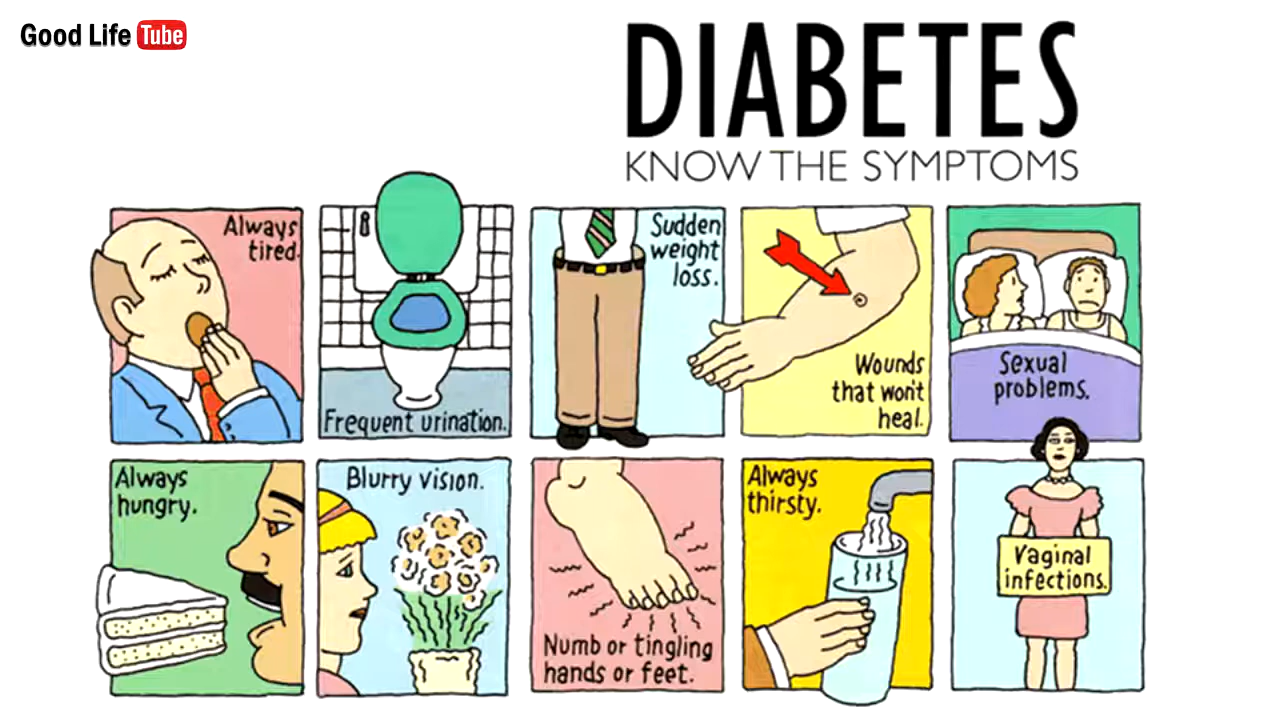 Good Life Tube
DIABETES
KNOW THE SYMPTOMS
Always
tired.
Frequent urination.
Sudden
weight
loss.
Wounds
that won't
heal.
Sexual
problems.
Always
hungry.
Blurry vision.
Numb or tingling
hands or feet.
Always
thirsty.
Vaginal
infections.